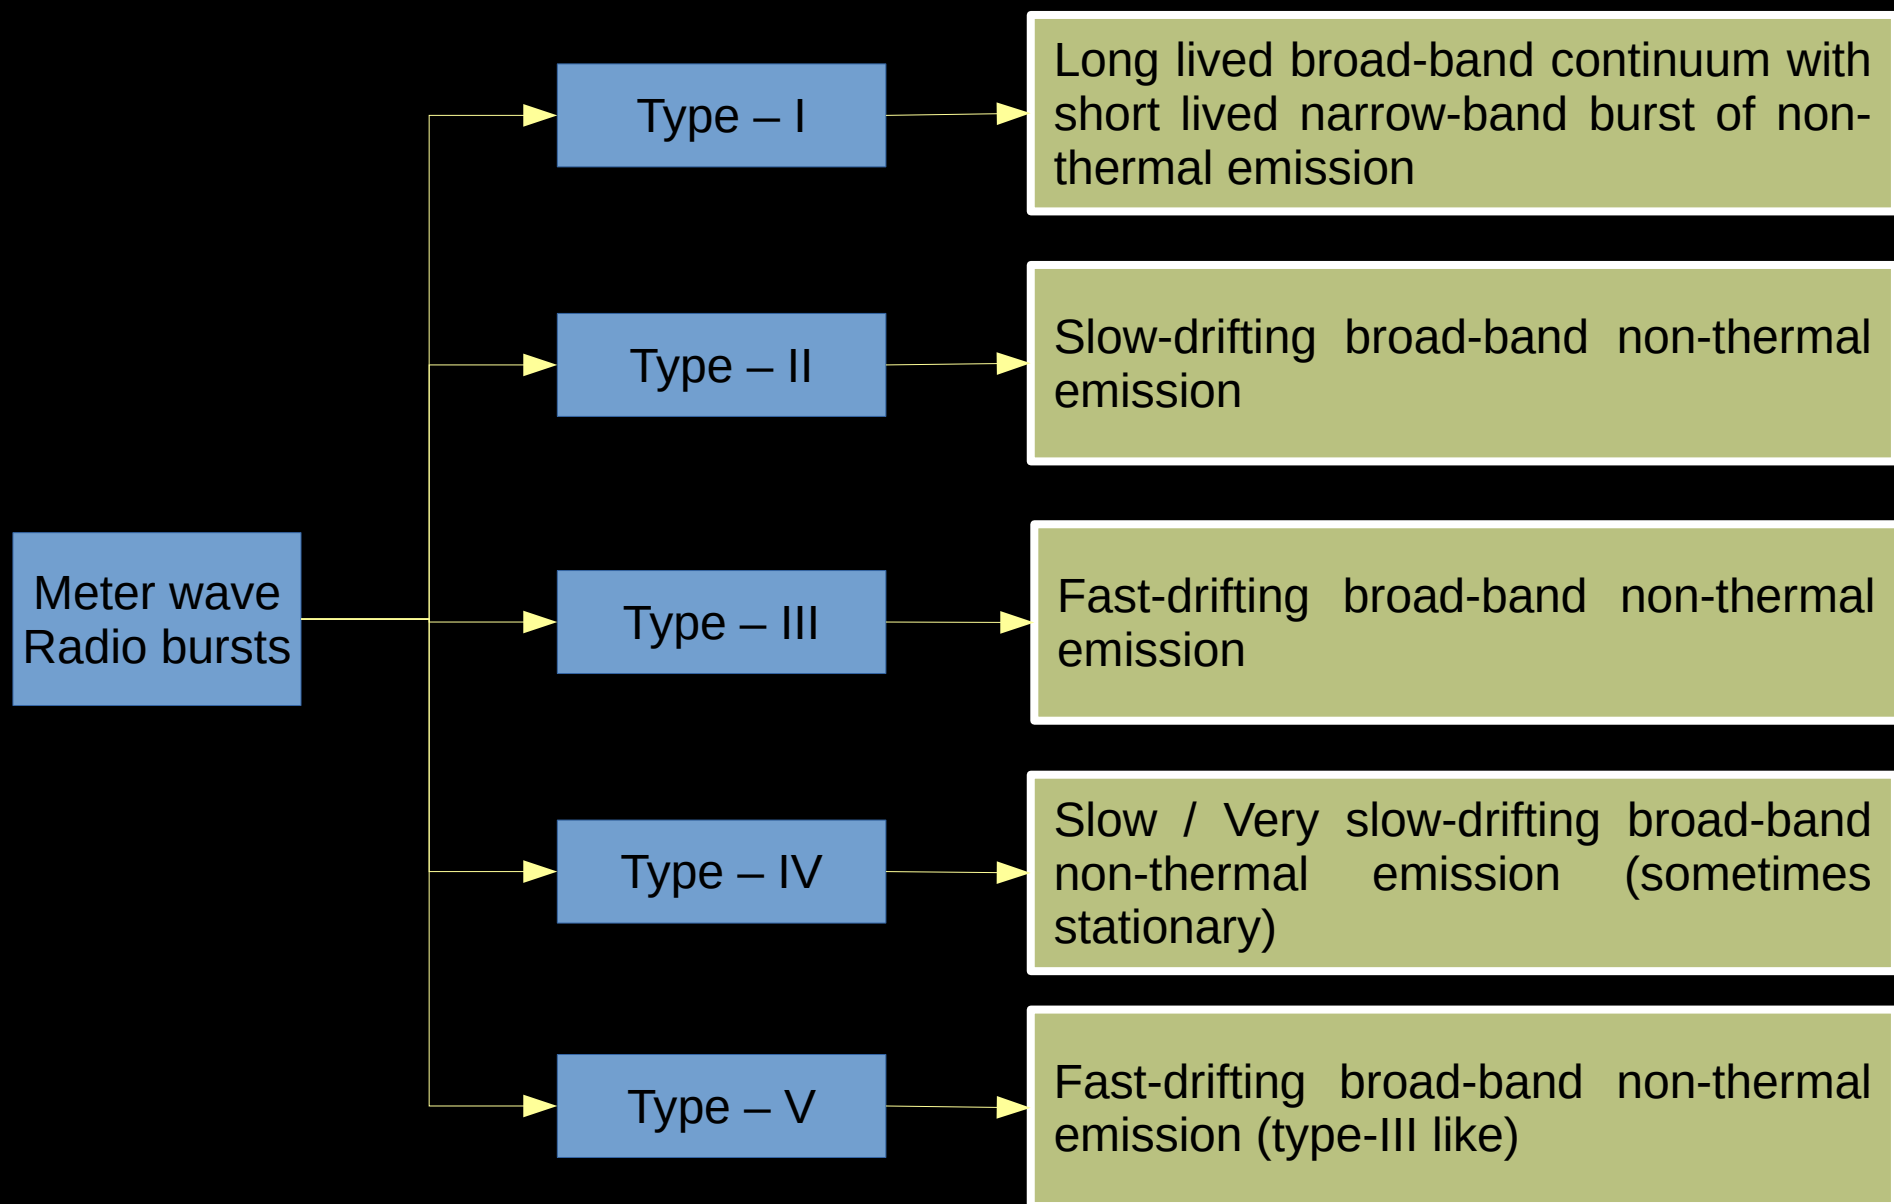 Meter wave
Radio bursts
Type – I
Long lived broad-band continuum with
short lived narrow-band burst of non-
thermal emission
Type – II
Slow-drifting broad-band non-thermal
emission
Type – III
Fast-drifting broad-band non-thermal
emission
Type – IV
Slow / Very slow-drifting broad-band
non-thermal emission (sometimes
stationary)
Type – V
Fast-drifting broad-band non-thermal
emission (type-III like)